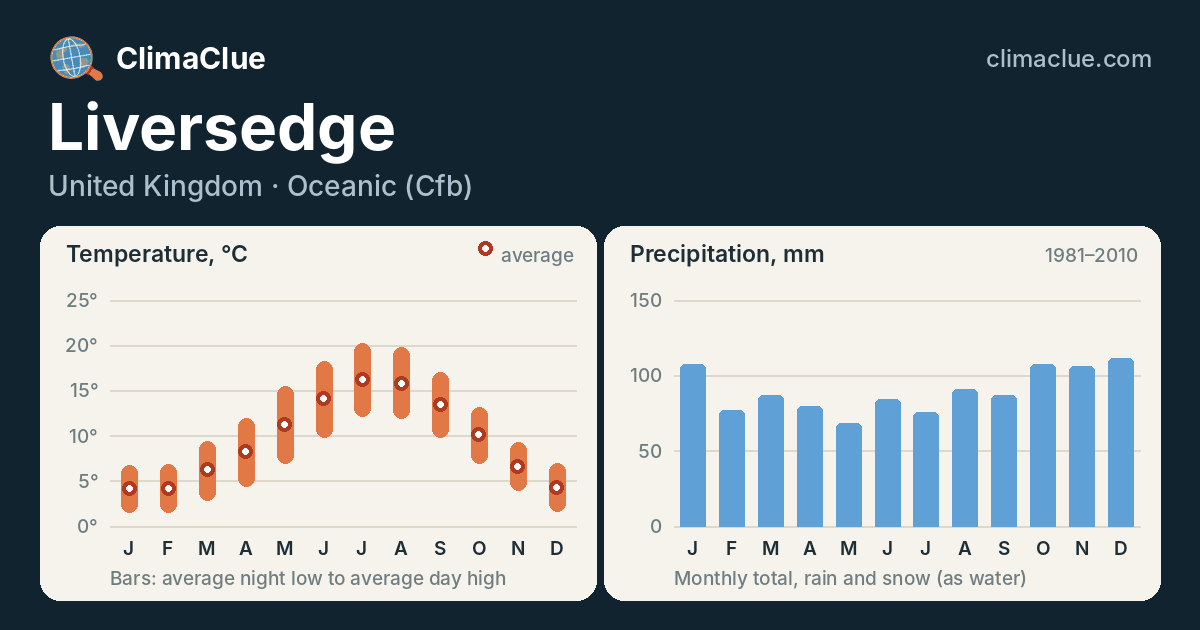 ClimaClue
climaclue.com
Liversedge
United Kingdom · Oceanic (Cfb)
Temperature, °C
average
25°
20°
15°
10°
5°
0°
J F M A M J J A S O N D
Bars: average night low to average day high
Precipitation, mm
1981–2010
150
100
50
0
J F M A M J J A S O N D
Monthly total, rain and snow (as water)